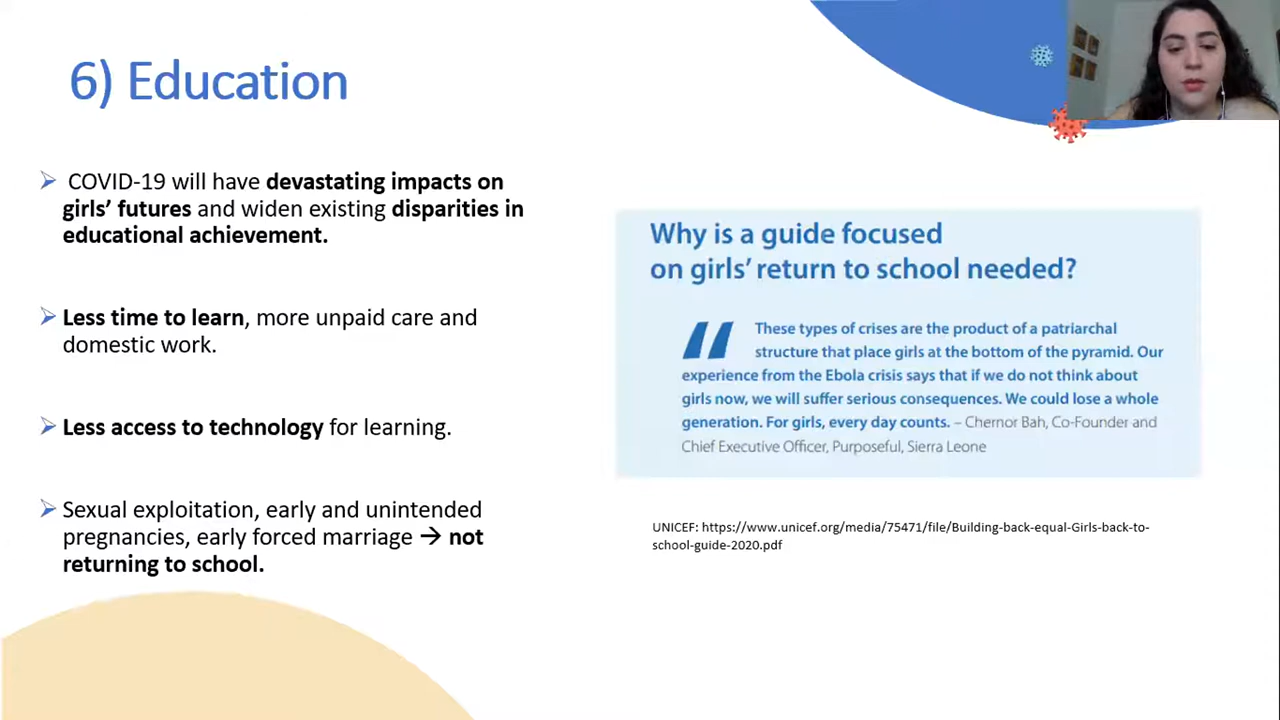 6) Education
COVID-19 will have devastating impacts on
girls’ futures and widen existing disparities in
educational achievement.
Less time to learn, more unpaid care and
domestic work.
Less access to technology for learning.
Sexual exploitation, early and unintended
pregnancies, early forced marriage → not
returning to school.
Why is a guide focused
on girls’ return to school needed?
“ These types of crises are the product of a patriarchal
structure that place girls at the bottom of the pyramid. Our
experience from the Ebola crisis says that if we do not think about
girls now, we will suffer serious consequences. We could lose a whole
generation. For girls, every day counts. – Chernor Bah, Co-Founder and
Chief Executive Officer, Purposeful, Sierra Leone
UNICEF: https://www.unicef.org/media/75471/file/Building-back-equal-Girls-back-to-
school-guide-2020.pdf